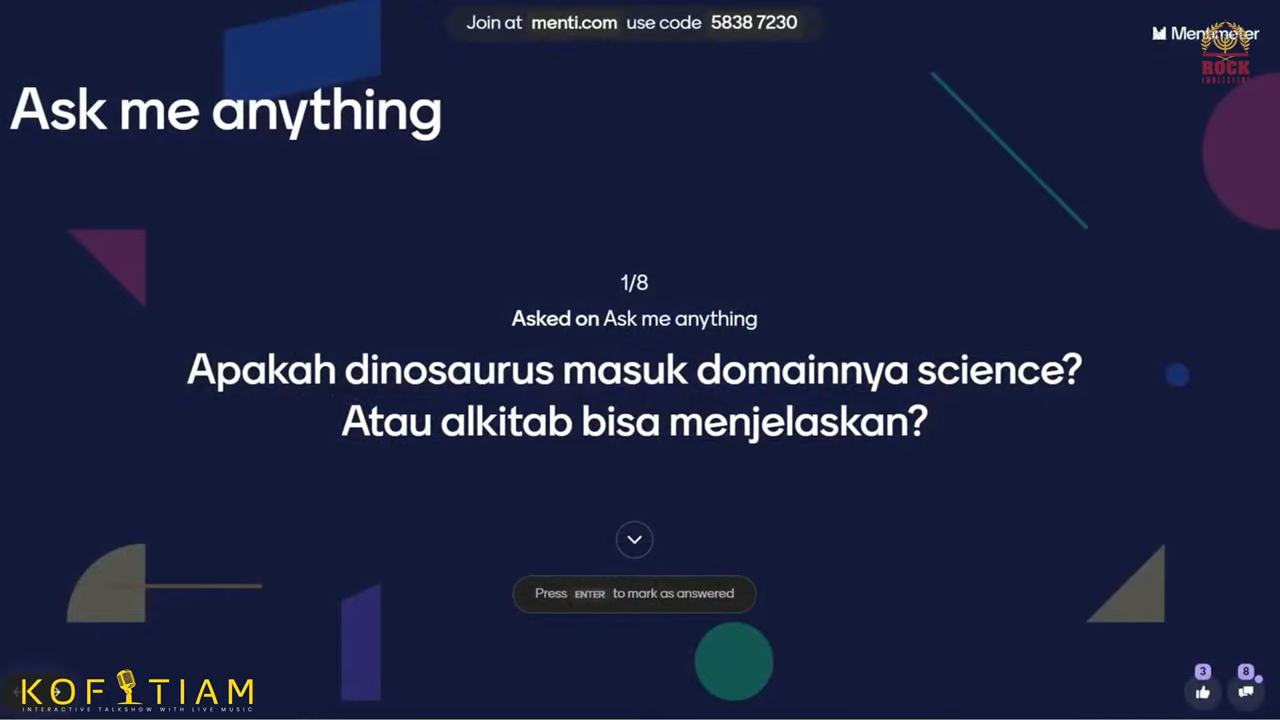 Join at menti.com use code 5838 7230
Mentimeter
ROCK
Ask me anything
1/8
Asked on Ask me anything
Apakah dinosaurus masuk domainnya science?
Atau alkitab bisa menjelaskan?
Press ENTER to mark as answered
KOFITIAM
INTERACTIVE TALKSHOW WITH LIVE MUSIC
3
8